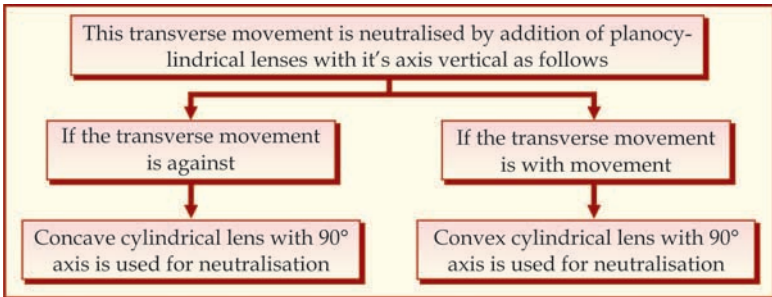 This transverse movement is neutralised by addition of planocy-
lindrical lenses with it's axis vertical as follows
If the transverse movement
is against
If the transverse movement
is with movement
Concave cylindrical lens with 90°
axis is used for neutralisation
Convex cylindrical lens with 90°
axis is used for neutralisation